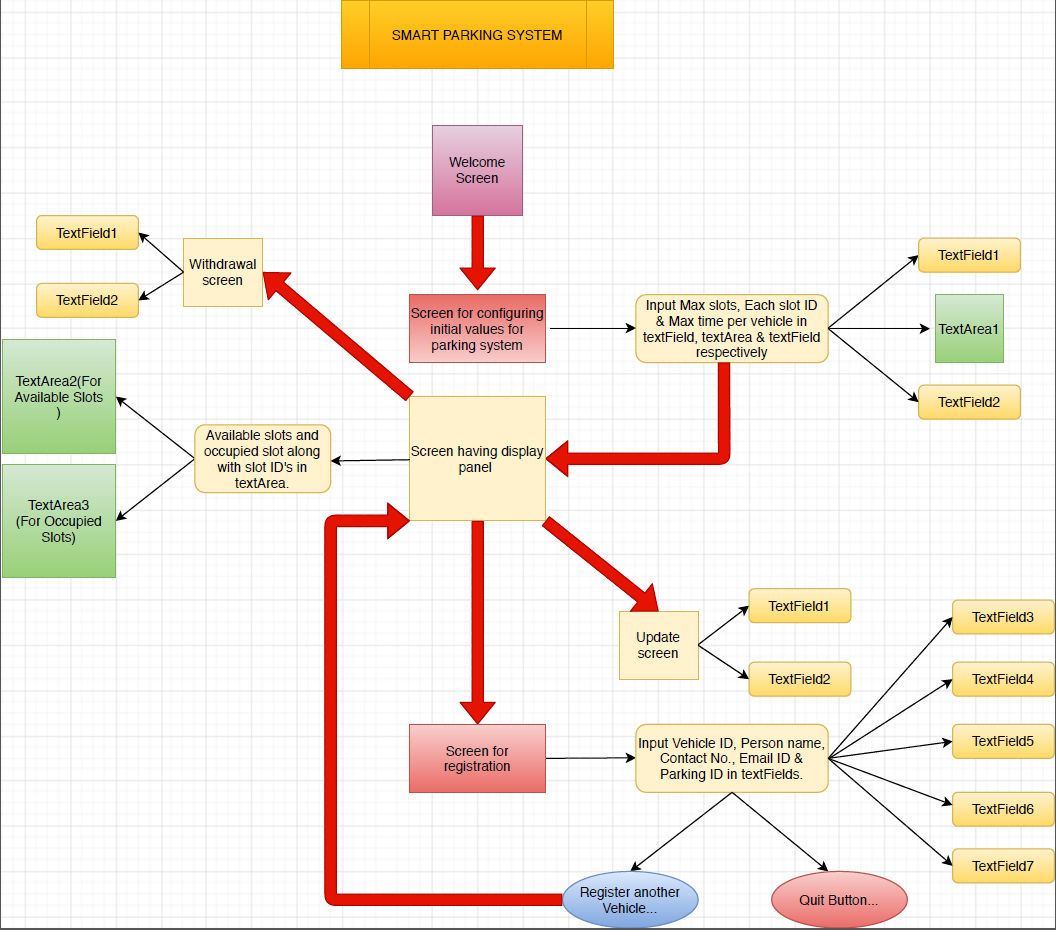 SMART PARKING SYSTEM
Welcome
Screen
TextField1
TextField2
Withdrawal
screen
Screen for configuring
initial values for
parking system
Input Max slots, Each slot ID
& Max time per vehicle in
textField, textArea & textField
respectively
TextField1
TextArea1
TextField2
TextArea2(For
Available Slots
)
TextArea3
(For Occupied
Slots)
Available slots and
occupied slot along
with slot ID's in
textArea.
Screen having display
panel
Update
screen
TextField1
TextField2
Screen for
registration
Input Vehicle ID, Person name,
Contact No., Email ID &
Parking ID in textFields.
TextField3
TextField4
TextField5
TextField6
TextField7
Register another
Vehicle...
Quit Button...